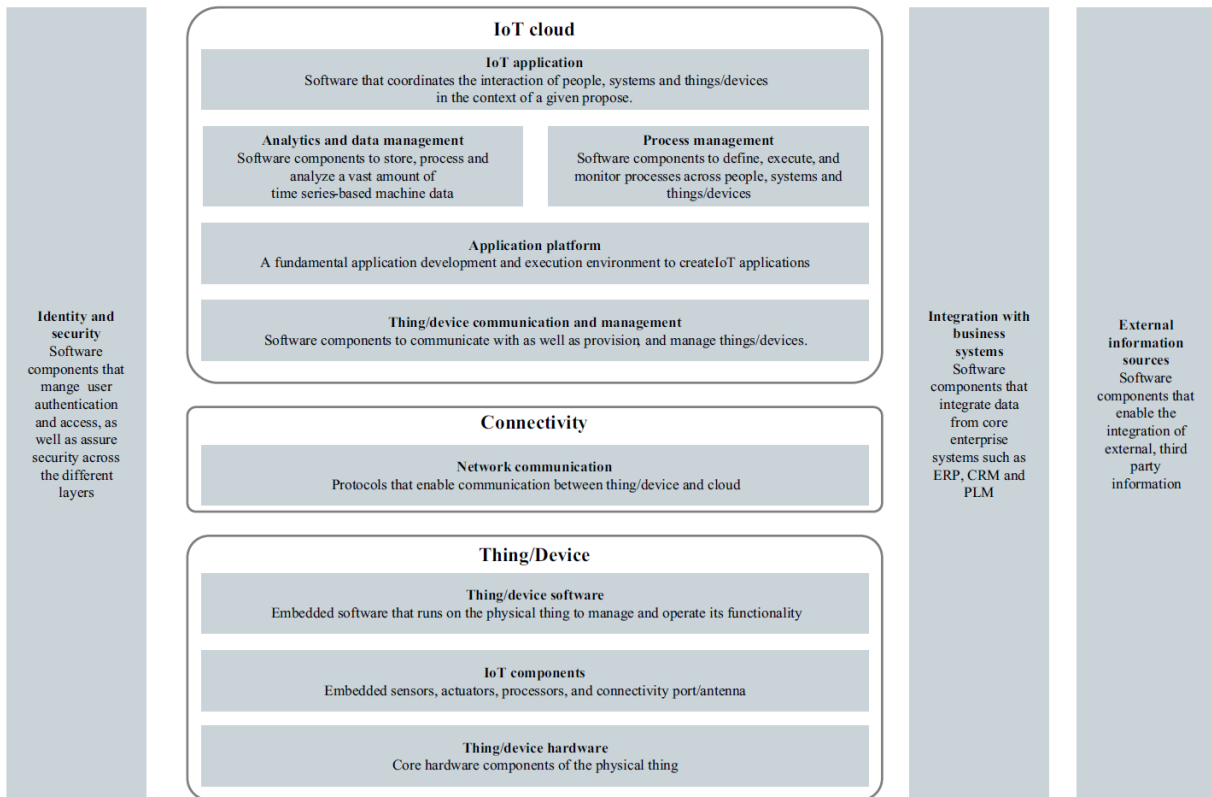 IoT cloud
IoT application
Software that coordinates the interaction of people, systems and things/devices
in the context of a given propose.
Analytics and data management
Software components to store, process and
analyze a vast amount of
time series-based machine data
Process management
Software components to define, execute, and
monitor processes across people, systems and
things/devices
Application platform
A fundamental application development and execution environment to createIoT applications
Thing/device communication and management
Software components to communicate with as well as provision, and manage things/devices.
Connectivity
Network communication
Protocols that enable communication between thing/device and cloud
Thing/Device
Thing/device software
Embedded software that runs on the physical thing to manage and operate its functionality
IoT components
Embedded sensors, actuators, processors, and connectivity port/antenna
Thing/device hardware
Core hardware components of the physical thing
Identity and
security
Software
components that
mange user
authentication
and access, as
well as assure
security across
the different
layers
Integration with
business
systems
Software
components that
integrate data
from core
enterprise
systems such as
ERP, CRM and
PLM
External
information
sources
Software
components that
enable the
integration of
external, third
party
information